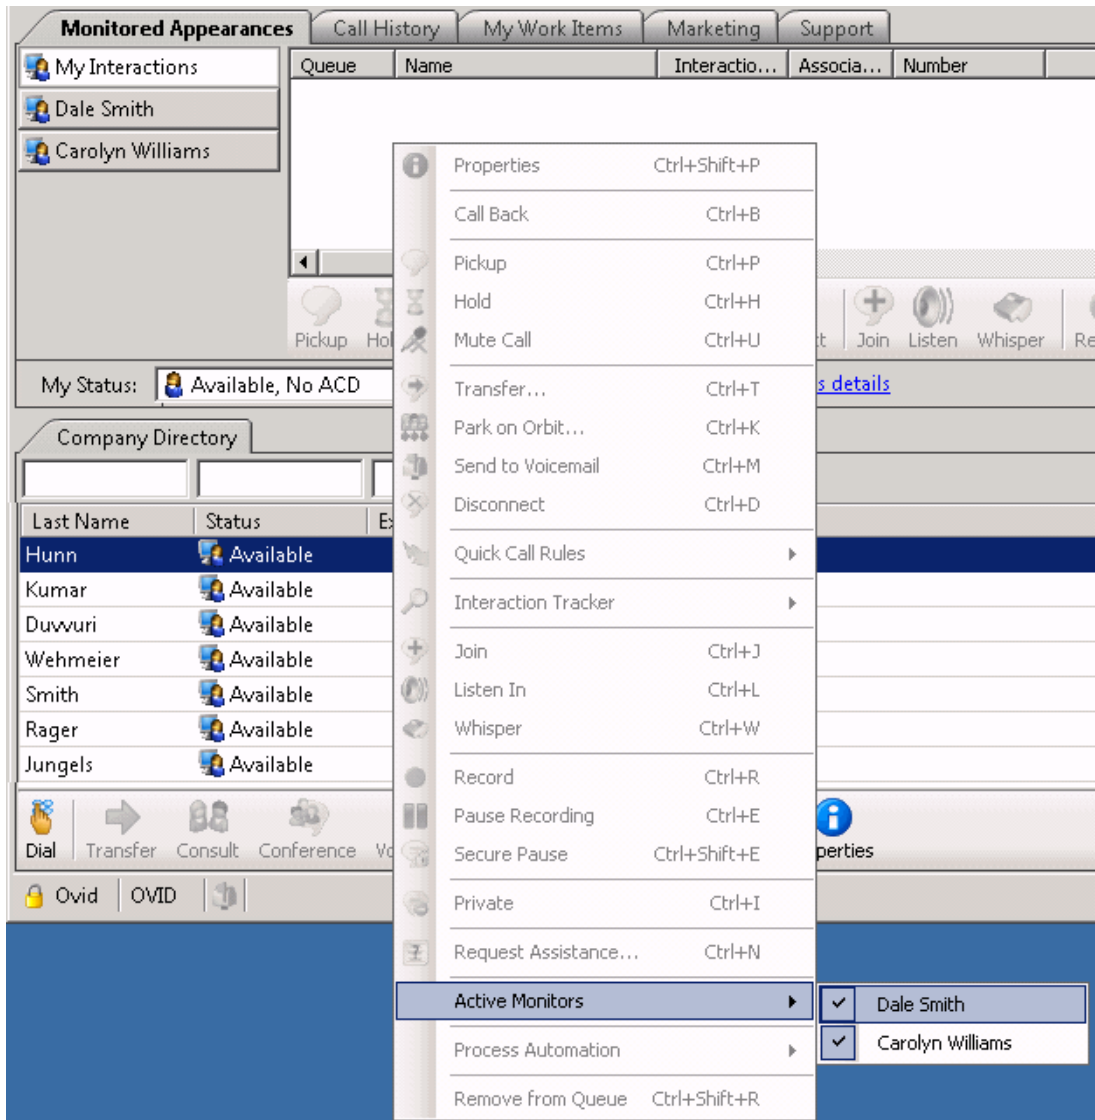 Monitored Appearances Call History My Work Items Marketing Support
My Interactions Queue Name Interactio... Associa... Number
Dale Smith
Carolyn Williams
Properties Ctrl+Shift+P
Call Back Ctrl+B
Pickup Ctrl+P
Hold Ctrl+H
Mute Call Ctrl+U
Pickup Hol t Join Listen Whisper Re
My Status: Available, No ACD s details
Transfer... Ctrl+T
Park on Orbit... Ctrl+K
Send to Voicemail Ctrl+M
Disconnect Ctrl+D
Quick Call Rules
Interaction Tracker
Join Ctrl+J
Listen In Ctrl+L
Whisper Ctrl+W
Record Ctrl+R
Pause Recording Ctrl+E
Secure Pause Ctrl+Shift+E
Private Ctrl+I
Request Assistance... Ctrl+N
Active Monitors
Process Automation
Remove from Queue Ctrl+Shift+R
Dale Smith
Carolyn Williams
Company Directory
Last Name Status Ex
Hunn Available
Kumar Available
Duvvuri Available
Wehmeier Available
Smith Available
Rager Available
Jungels Available
Dial Transfer Consult Conference Vo perties
Ovid OVID